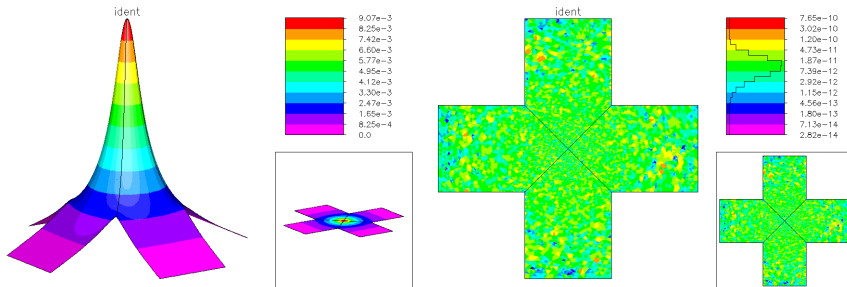 ident
9.07e-3
8.25e-3
7.42e-3
6.60e-3
5.77e-3
4.95e-3
4.12e-3
3.30e-3
2.47e-3
1.65e-3
8.25e-4
0.0
ident
7.65e-10
3.02e-10
1.20e-10
4.73e-11
1.87e-11
7.39e-12
2.92e-12
1.15e-12
4.56e-13
1.80e-13
7.13e-14
2.82e-14